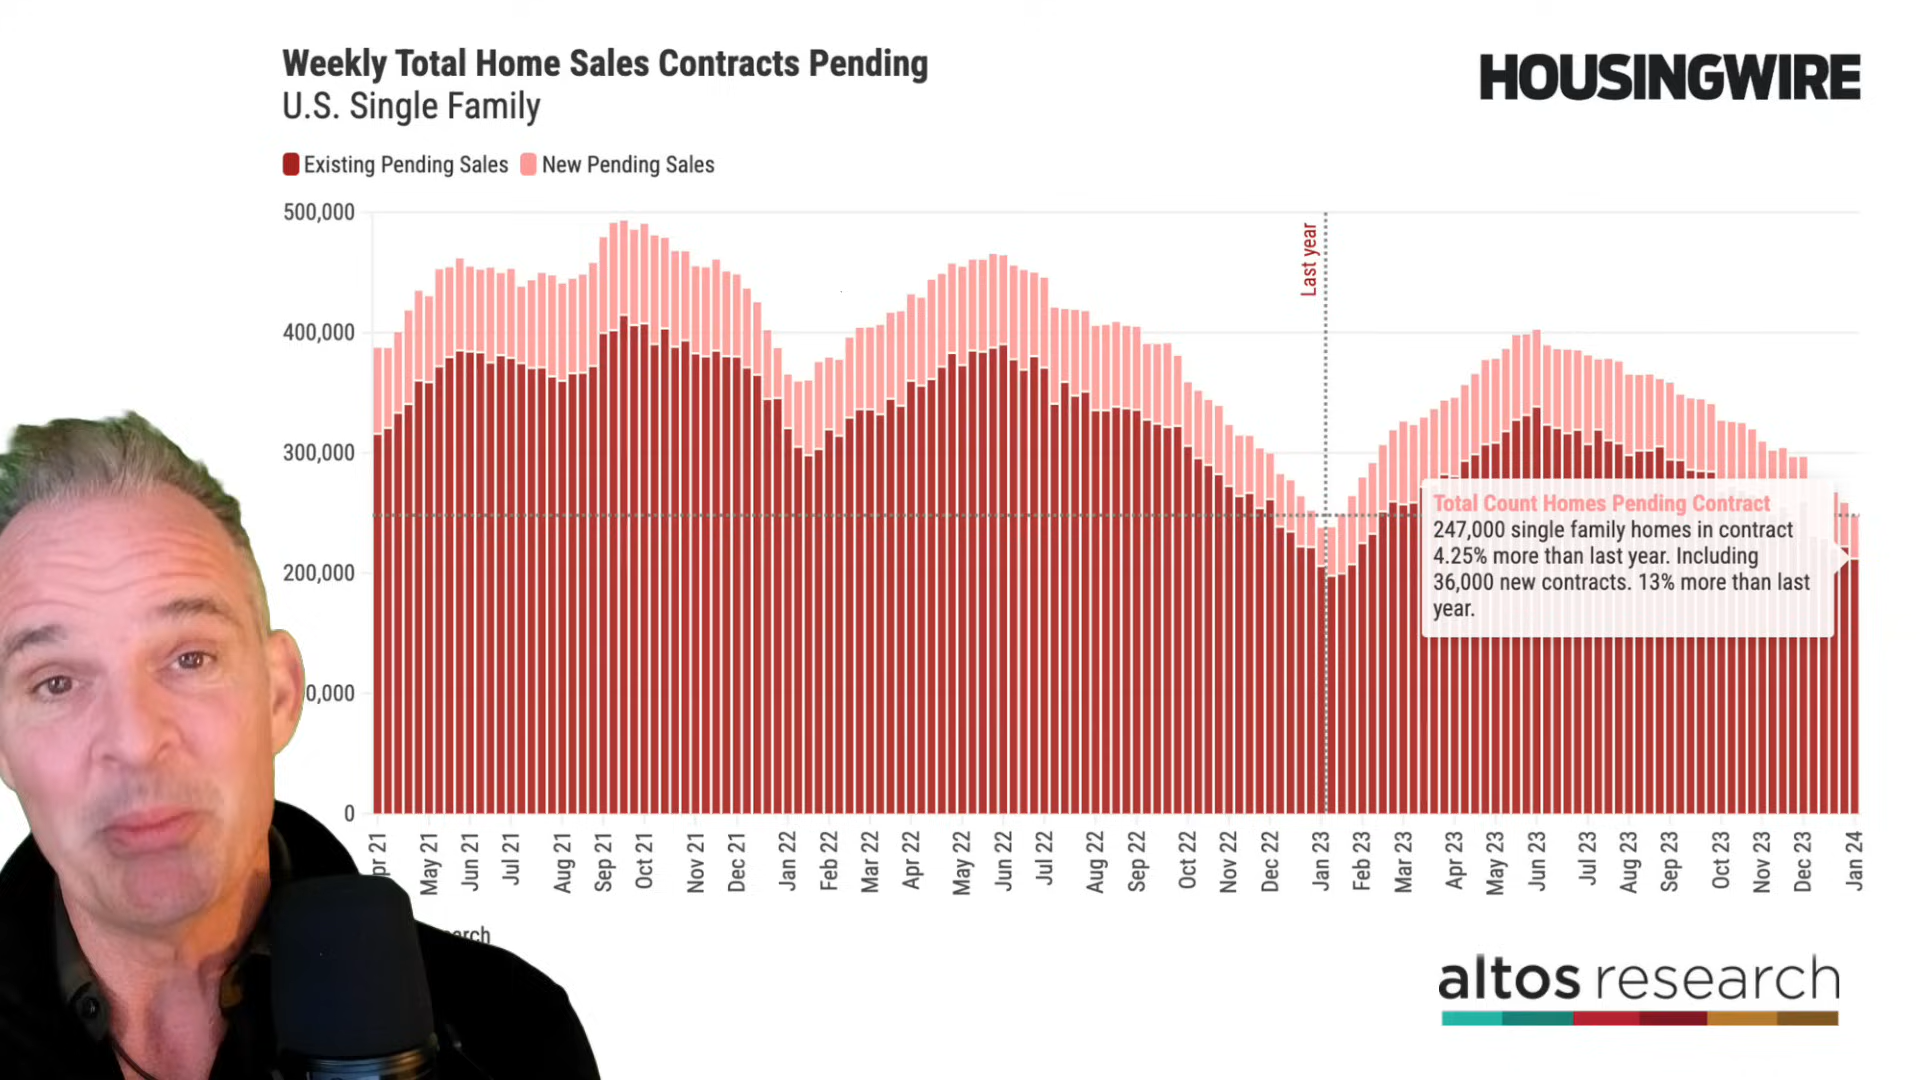 Weekly Total Home Sales Contracts Pending
U.S. Single Family
HOUSINGWIRE
Existing Pending Sales
New Pending Sales
500,000
400,000
300,000
200,000
0,000
0
Last year
Total Count Homes Pending Contract
247,000 single family homes in contract
4.25% more than last year. Including
36,000 new contracts. 13% more than last
year.
pr 21
May 21
Jun 21
Jul 21
Aug 21
Sep 21
Oct 21
Nov 21
Dec 21
Jan 22
Feb 22
Mar 22
Apr 22
May 22
Jun 22
Jul 22
Aug 22
Sep 22
Oct 22
Nov 22
Dec 22
Jan 23
Feb 23
Mar 23
Apr 23
May 23
Jun 23
Jul 23
Aug 23
Sep 23
Oct 23
Nov 23
Dec 23
Jan 24
earch
altos research